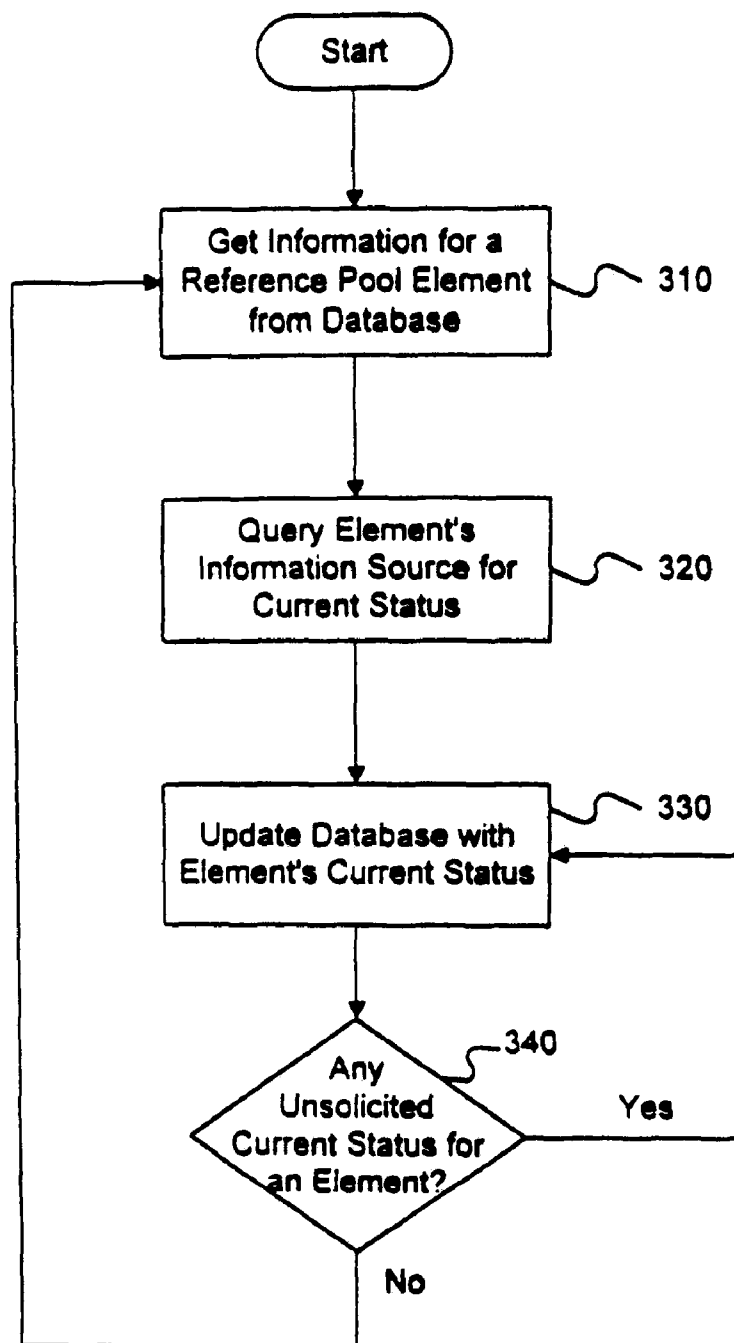 Start
Get Information for a
Reference Pool Element
from Database
310
Query Element's
Information Source for
Current Status
320
330
Update Database with
Element's Current Status
340
Any
Unsolicited
Current Status for
an Element?
Yes
No